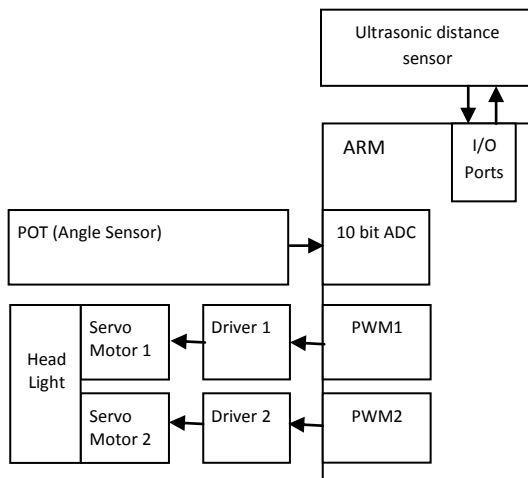 Ultrasonic distance
sensor
ARM
I/O
Ports
POT (Angle Sensor)
10 bit ADC
Head
Light
Servo
Motor 1
Driver 1
PWM1
Servo
Motor 2
Driver 2
PWM2